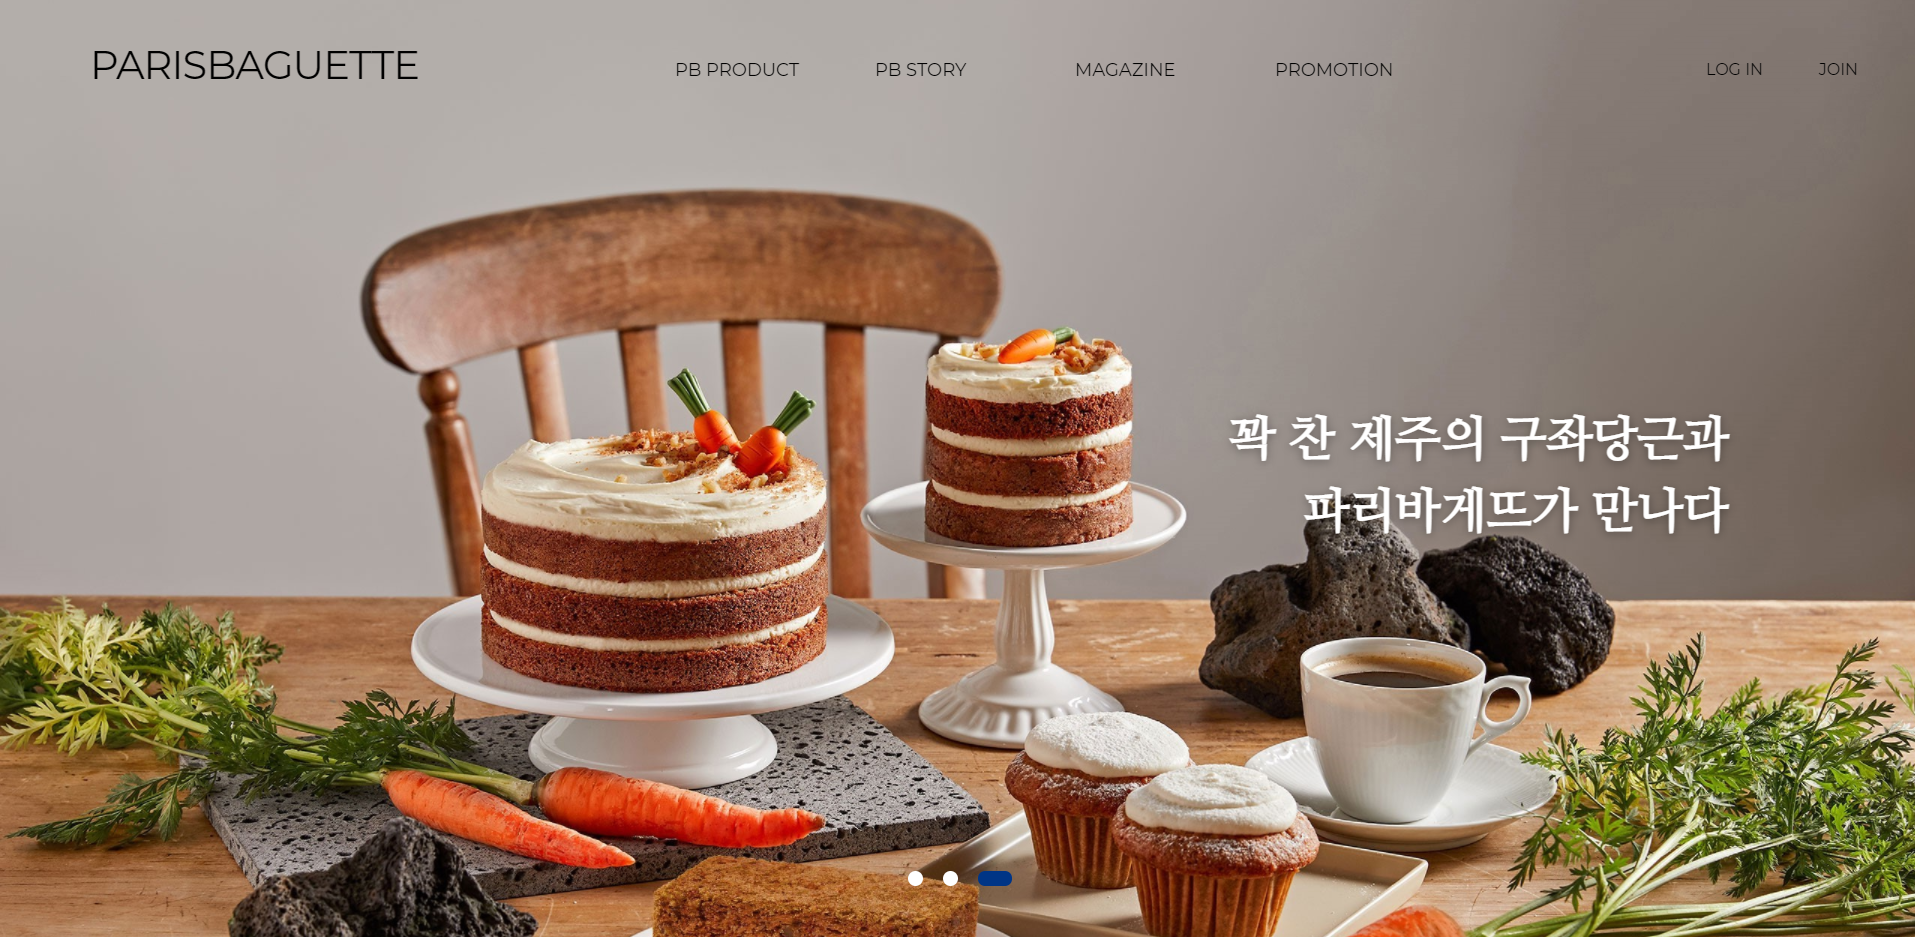 PARISBAGUETTE
PB PRODUCT
PB STORY
MAGAZINE
PROMOTION
LOG IN
JOIN
꽉 찬 제주의 구좌당근과
파리바게뜨가 만나다